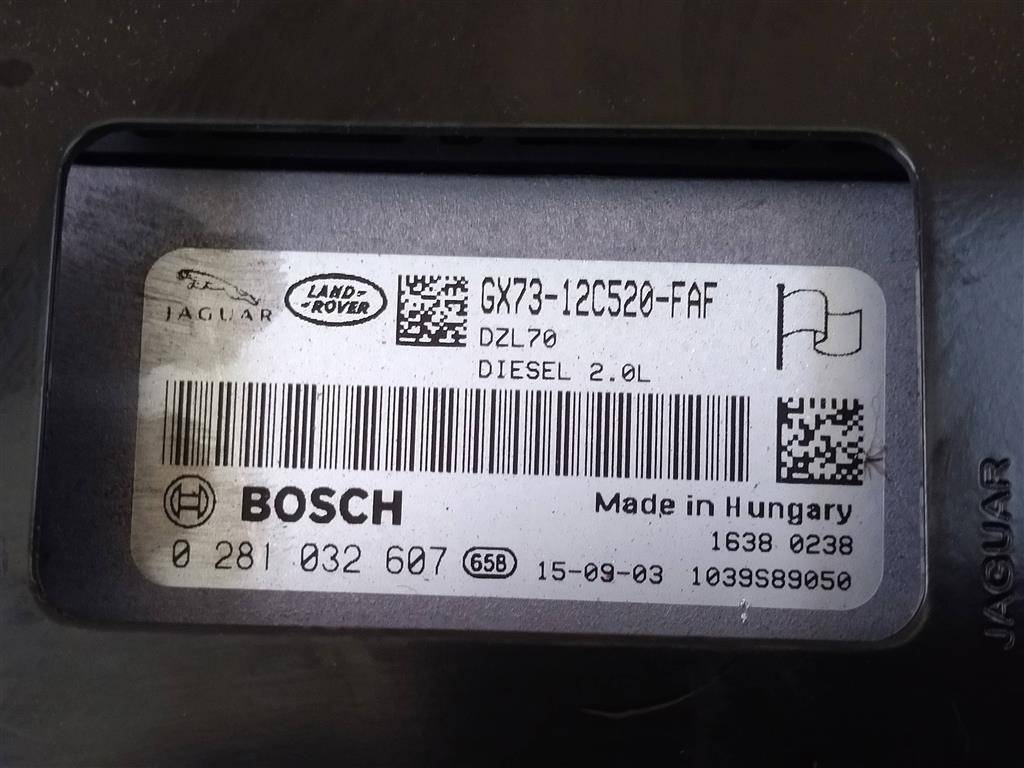 JAGUAR
LAND-
-ROVER
GX73-12C520-FAF
DZL70
DIESEL 2.0L
BOSCH
Made in Hungary
1638 0238
0 281 032 607 65B 15-09-03 1039S89050
JAGUAR